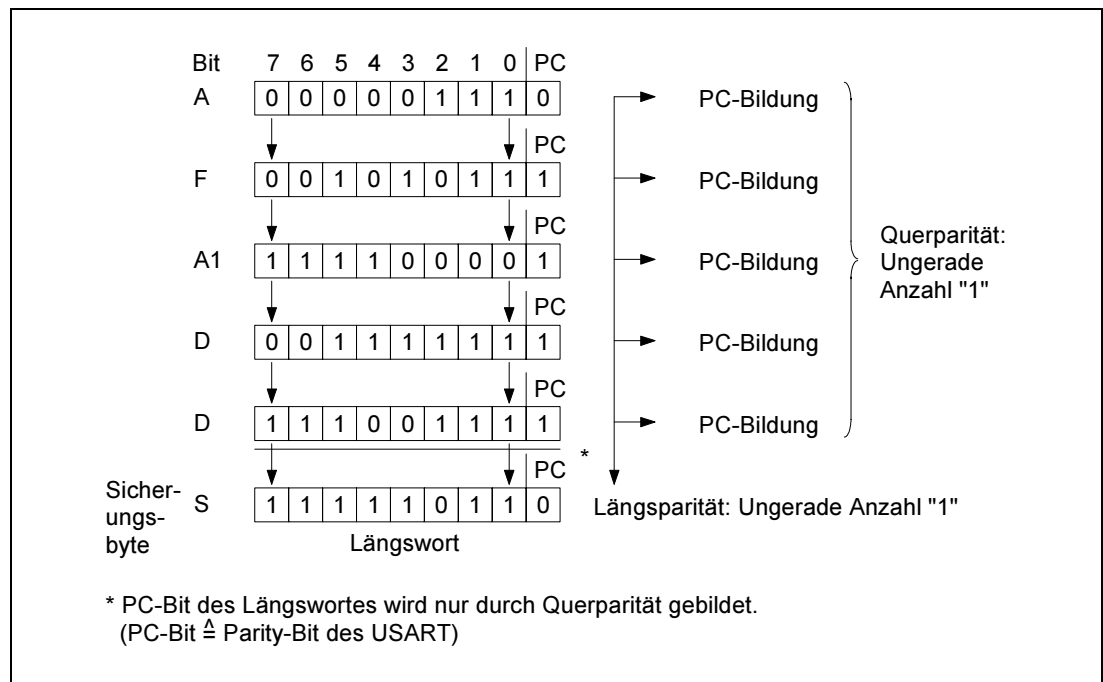 Bit 7 6 5 4 3 2 1 0 PC
A 0 0 0 0 0 1 1 1 0 PC-Bildung
PC
F 0 0 1 0 1 0 1 1 1 PC-Bildung
PC
A1 1 1 1 1 0 0 0 0 1 PC-Bildung
Querparität:
Ungerade
Anzahl "1"
PC
D 0 0 1 1 1 1 1 1 1 PC-Bildung
PC
D 1 1 1 0 0 1 1 1 1 PC-Bildung
*
PC
Sicher-
ungs-
byte
S 1 1 1 1 1 0 1 1 0 Längsparität: Ungerade Anzahl "1"
Längswort
* PC-Bit des Längswortes wird nur durch Querparität gebildet.
(PC-Bit ≙ Parity-Bit des USART)